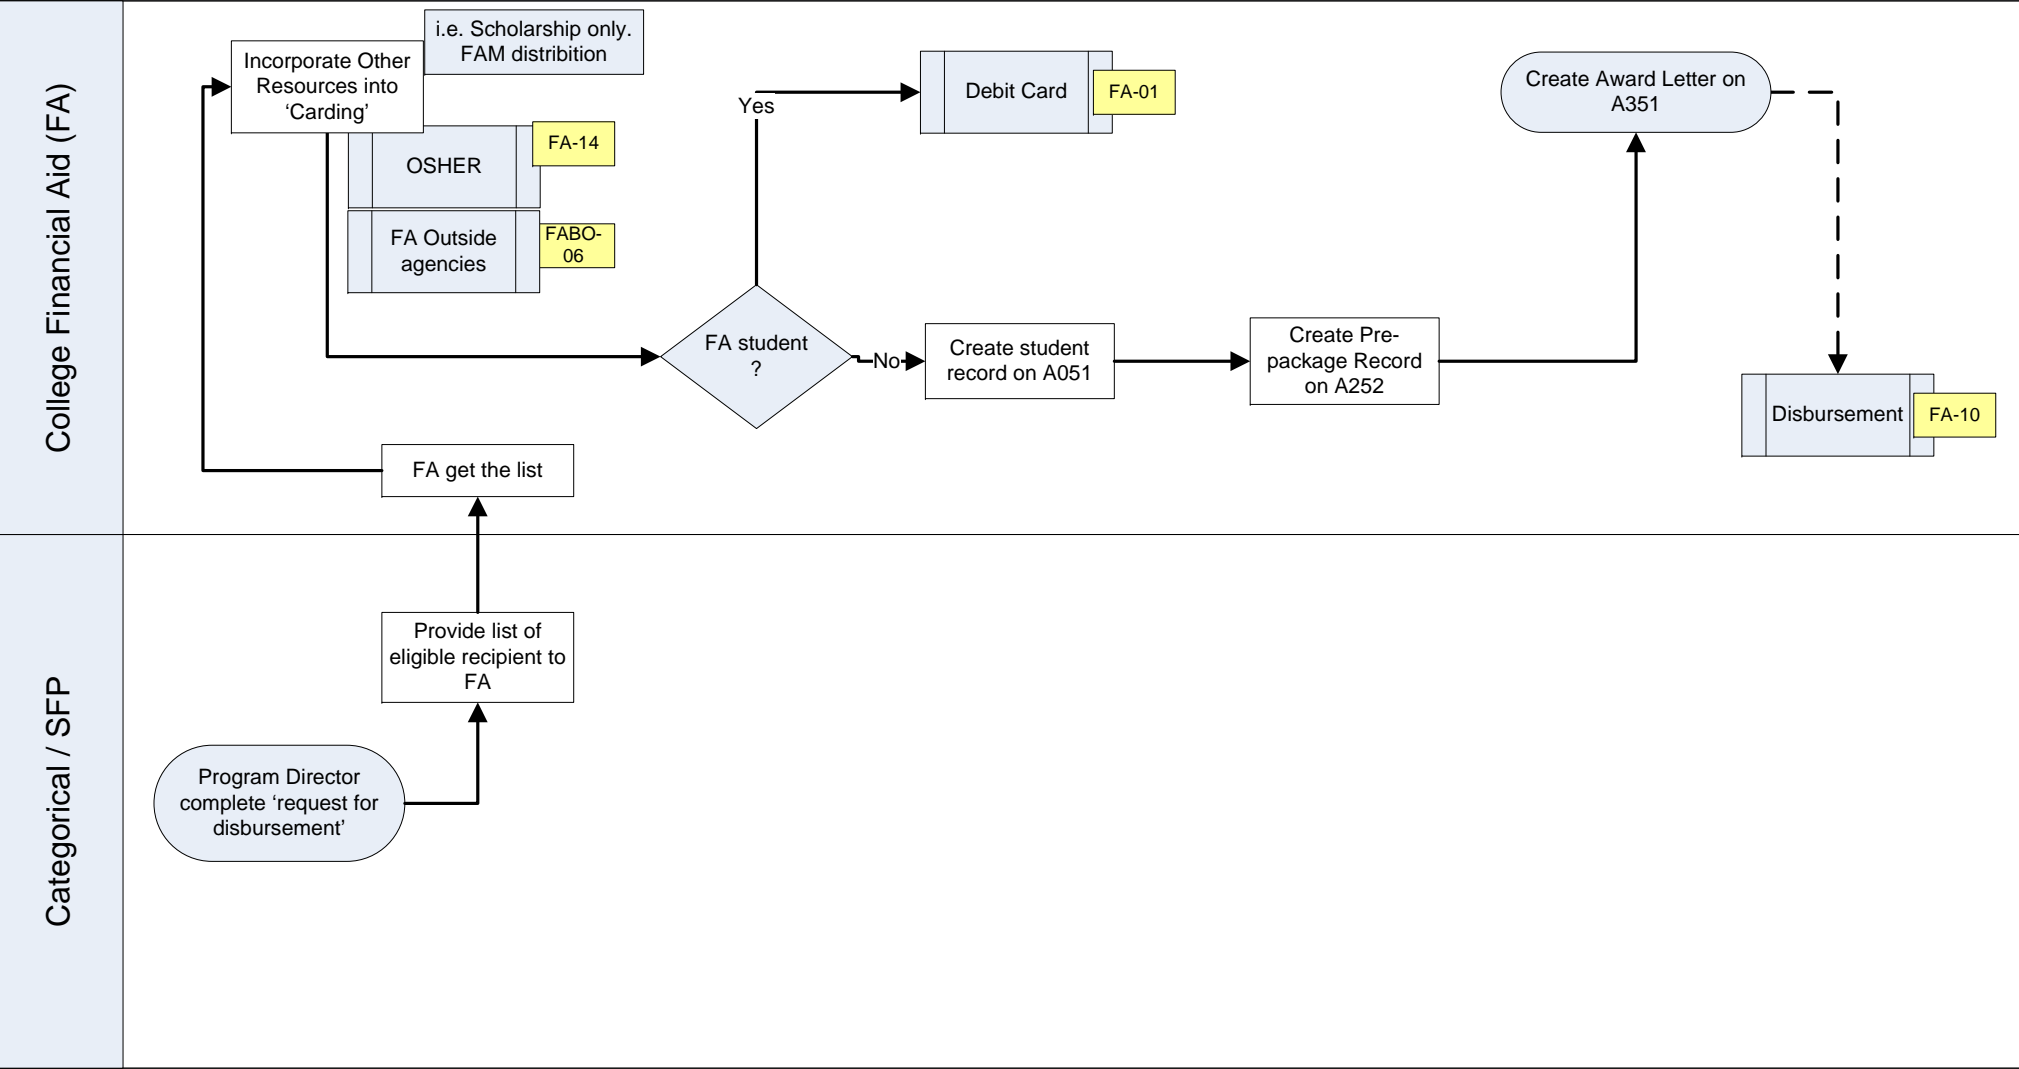 College Financial Aid (FA)
Incorporate Other
Resources into
‘Carding’
i.e. Scholarship only.
FAM distribition
OSHER
FA-14
FA Outside
agencies
FABO-
06
Yes
Debit Card
FA-01
Create Award Letter on
A351
FA student
?
No
Create student
record on A051
Create Pre-
package Record
on A252
Disbursement
FA-10
FA get the list
Categorical / SFP
Provide list of
eligible recipient to
FA
Program Director
complete ‘request for
disbursement’